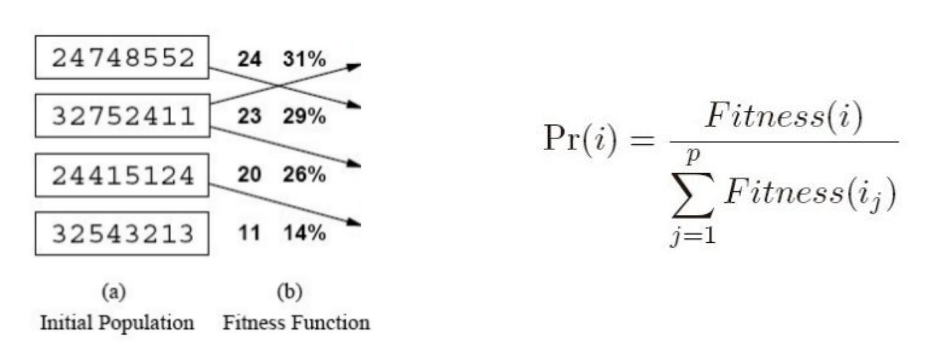 24748552 24 31%
32752411 23 29%
24415124 20 26%
32543213 11 14%
(a) (b)
Initial Population Fitness Function
Pr(i) = Fitness(i) / p ∑ j=1 Fitness(i_j)